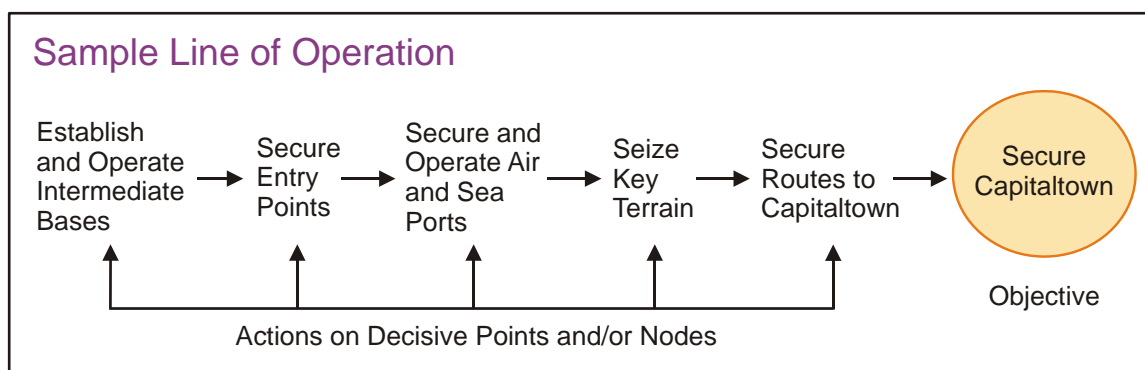 Sample Line of Operation
Establish
and Operate
Intermediate
Bases
Secure
Entry
Points
Secure and
Operate Air
and Sea
Ports
Seize
Key
Terrain
Secure
Routes to
Capitaltown
Secure
Capitaltown
Objective
Actions on Decisive Points and/or Nodes